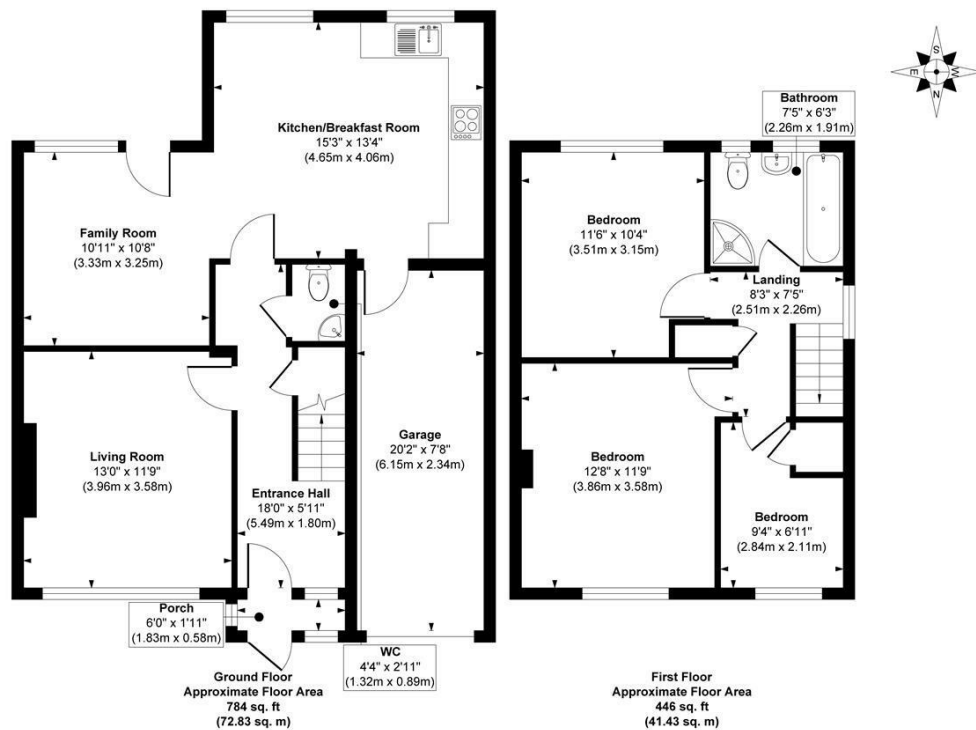 Kitchen/Breakfast Room
15'3" x 13'4"
(4.65m x 4.06m)
Family Room
10'11" x 10'8"
(3.33m x 3.25m)
Living Room
13'0" x 11'9"
(3.96m x 3.58m)
Entrance Hall
18'0" x 5'11"
(5.49m x 1.80m)
Garage
20'2" x 7'8"
(6.15m x 2.34m)
Porch
6'0" x 1'11"
(1.83m x 0.58m)
WC
4'4" x 2'11"
(1.32m x 0.89m)
Ground Floor
Approximate Floor Area
784 sq. ft
(72.83 sq. m)
S
E
W
N
Bathroom
7'5" x 6'3"
(2.26m x 1.91m)
Bedroom
11'6" x 10'4"
(3.51m x 3.15m)
Landing
8'3" x 7'5"
(2.51m x 2.26m)
Bedroom
12'8" x 11'9"
(3.86m x 3.58m)
Bedroom
9'4" x 6'11"
(2.84m x 2.11m)
First Floor
Approximate Floor Area
446 sq. ft
(41.43 sq. m)